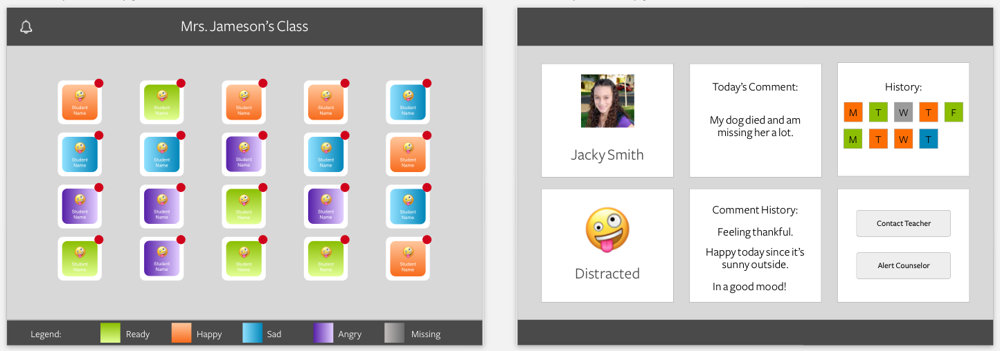 Mrs. Jameson's Class
Student
Name
Student
Name
Student
Name
Student
Name
Student
Name
Student
Name
Student
Name
Student
Name
Student
Name
Student
Name
Student
Name
Student
Name
Student
Name
Student
Name
Student
Name
Student
Name
Student
Name
Student
Name
Student
Name
Student
Name
Legend:
Ready
Happy
Sad
Angry
Missing
Jacky Smith
Today's Comment:
My dog died and am
missing her a lot.
History:
M T W T F
M T W T
Distracted
Comment History:
Feeling thankful.
Happy today since it's
sunny outside.
In a good mood!
Contact Teacher
Alert Counselor